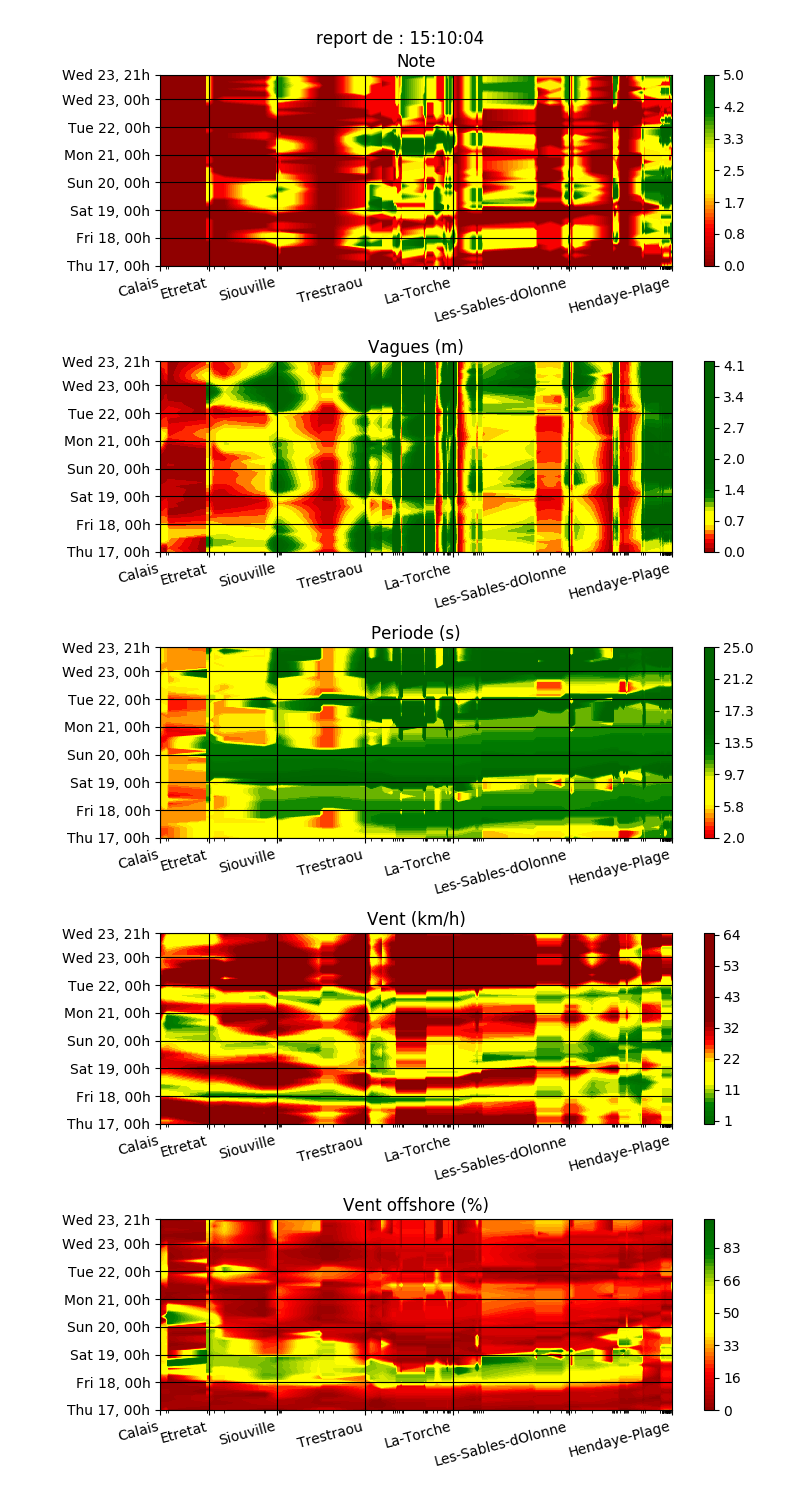 report de : 15:10:04
Note
Wed 23, 21h
Wed 23, 00h
Tue 22, 00h
Mon 21, 00h
Sun 20, 00h
Sat 19, 00h
Fri 18, 00h
Thu 17, 00h
5.0
4.2
3.3
2.5
1.7
0.8
0.0
Calais Etretat Siouville Trestraou La-Torche Les-Sables-dOlonne Hendaye-Plage
Vagues (m)
Wed 23, 21h
Wed 23, 00h
Tue 22, 00h
Mon 21, 00h
Sun 20, 00h
Sat 19, 00h
Fri 18, 00h
Thu 17, 00h
4.1
3.4
2.7
2.0
1.4
0.7
0.0
Calais Etretat Siouville Trestraou La-Torche Les-Sables-dOlonne Hendaye-Plage
Periode (s)
Wed 23, 21h
Wed 23, 00h
Tue 22, 00h
Mon 21, 00h
Sun 20, 00h
Sat 19, 00h
Fri 18, 00h
Thu 17, 00h
25.0
21.2
17.3
13.5
9.7
5.8
2.0
Calais Etretat Siouville Trestraou La-Torche Les-Sables-dOlonne Hendaye-Plage
Vent (km/h)
Wed 23, 21h
Wed 23, 00h
Tue 22, 00h
Mon 21, 00h
Sun 20, 00h
Sat 19, 00h
Fri 18, 00h
Thu 17, 00h
64
53
43
32
22
11
1
Calais Etretat Siouville Trestraou La-Torche Les-Sables-dOlonne Hendaye-Plage
Vent offshore (%)
Wed 23, 21h
Wed 23, 00h
Tue 22, 00h
Mon 21, 00h
Sun 20, 00h
Sat 19, 00h
Fri 18, 00h
Thu 17, 00h
83
66
50
33
16
0
Calais Etretat Siouville Trestraou La-Torche Les-Sables-dOlonne Hendaye-Plage